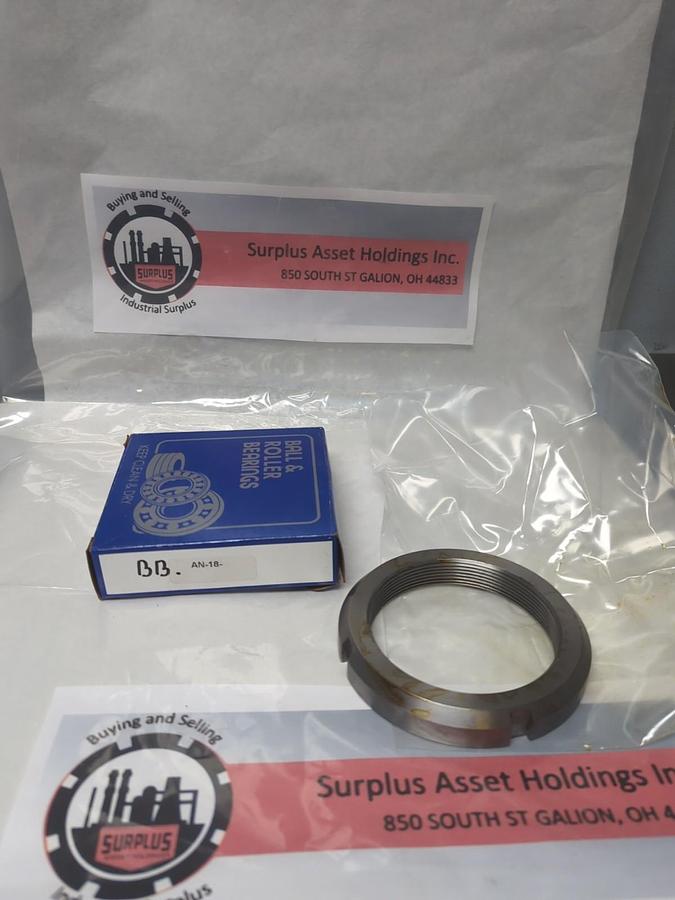 Buying and Selling
SURPLUS
Industrial Surplus
Surplus Asset Holdings Inc.
850 SOUTH ST GALION, OH 44833
BALL &
ROLLER
BEARINGS
KEEP CLEAN & DRY
BB. AN-18-
Buying and Selling
SURPLUS
Industrial Surplus
Surplus Asset Holdings In
850 SOUTH ST GALION, OH 4